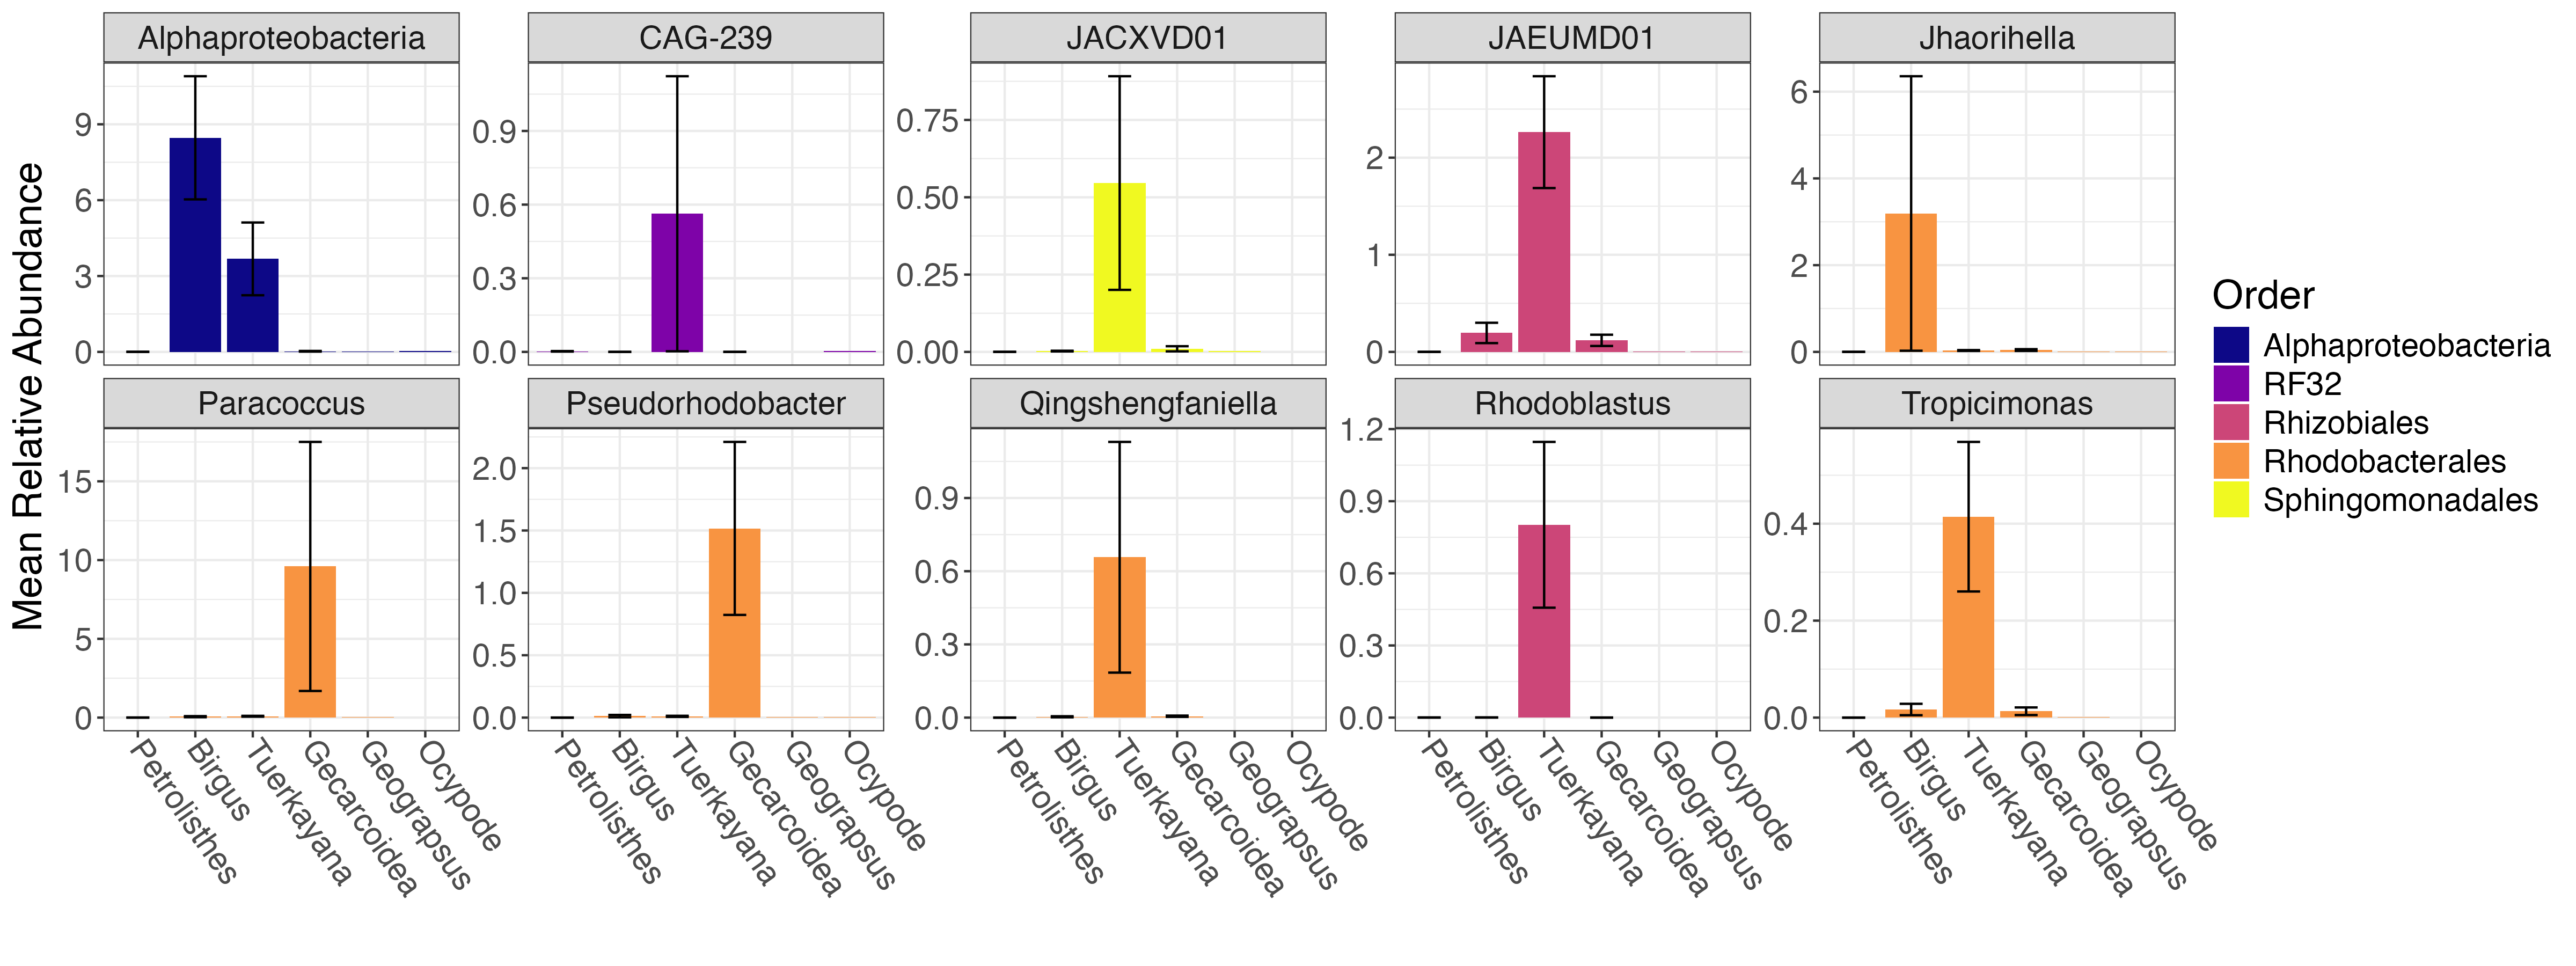 Alphaproteobacteria
CAG-239
JACXVD01
JAEUMD01
Jhaorihella
9
6
3
0
0.9
0.6
0.3
0.0
0.75
0.50
0.25
0.00
2
1
0
6
4
2
0
Mean Relative Abundance
Paracoccus
Pseudorhodobacter
Qingshengfaniella
Rhodoblastus
Tropicimonas
15
10
5
0
2.0
1.5
1.0
0.5
0.0
0.9
0.6
0.3
0.0
1.2
0.9
0.6
0.3
0.0
0.4
0.2
0.0
Petrolisthes
Birgus
Tuerkayana
Gecarcoidea
Geograpsus
Ocypode
Petrolisthes
Birgus
Tuerkayana
Gecarcoidea
Geograpsus
Ocypode
Petrolisthes
Birgus
Tuerkayana
Gecarcoidea
Geograpsus
Ocypode
Petrolisthes
Birgus
Tuerkayana
Gecarcoidea
Geograpsus
Ocypode
Petrolisthes
Birgus
Tuerkayana
Gecarcoidea
Geograpsus
Ocypode
Order
Alphaproteobacteria
RF32
Rhizobiales
Rhodobacterales
Sphingomonadales